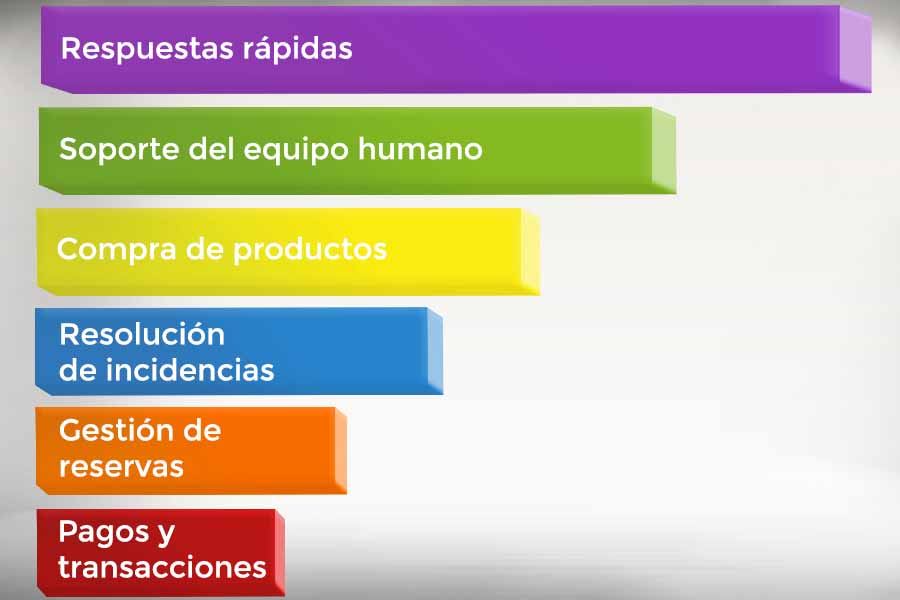 Respuestas rápidas
Soporte del equipo humano
Compra de productos
Resolución
de incidencias
Gestión de
reservas
Pagos y
transacciones